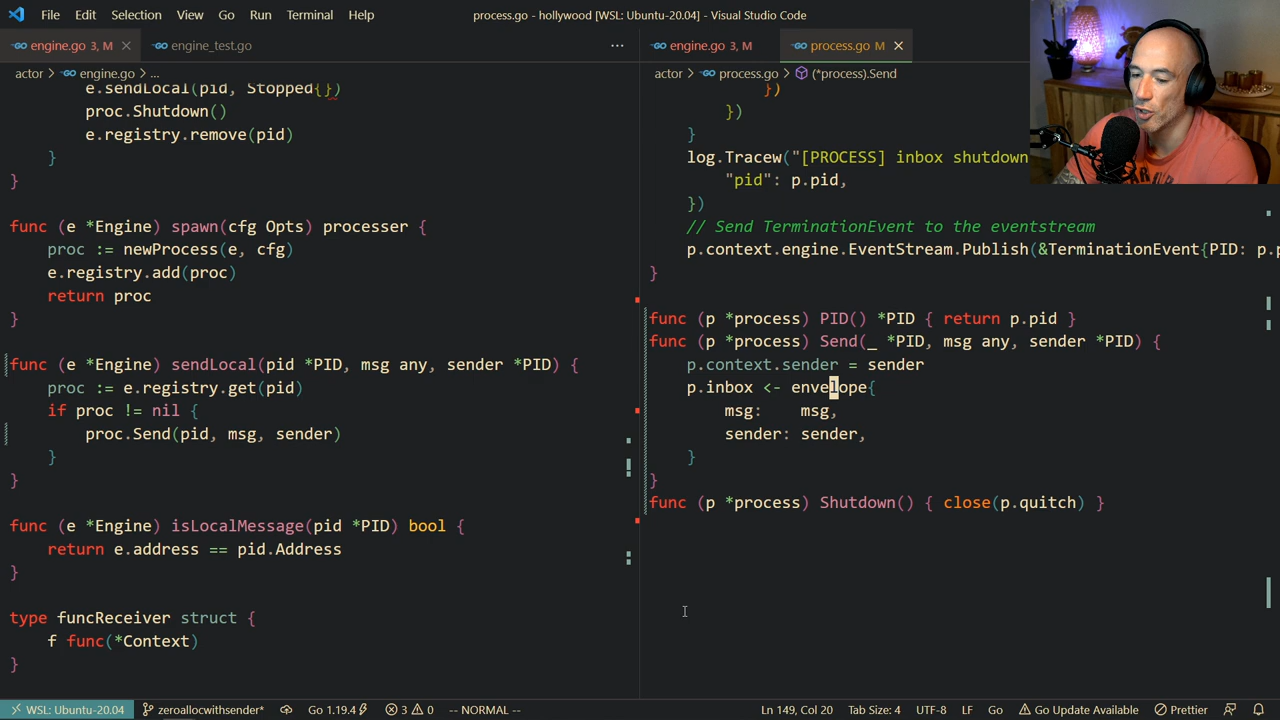 File Edit Selection View Go Run Terminal Help
process.go - hollywood [WSL: Ubuntu-20.04] - Visual Studio Code
engine.go 3, M
engine_test.go
actor > engine.go > ...
e.sendLocal(pid, Stopped{})
proc.Shutdown()
e.registry.remove(pid)
}
}
func (e *Engine) spawn(cfg Opts) processer {
proc := newProcess(e, cfg)
e.registry.add(proc)
return proc
}
func (e *Engine) sendLocal(pid *PID, msg any, sender *PID) {
proc := e.registry.get(pid)
if proc != nil {
proc.Send(pid, msg, sender)
}
}
func (e *Engine) isLocalMessage(pid *PID) bool {
return e.address == pid.Address
}
type funcReceiver struct {
f func(*Context)
}
engine.go 3, M
process.go M
actor > process.go > (*process).Send
})
})
}
log.Tracew("[PROCESS] inbox shutdown
"pid": p.pid,
})
// Send TerminationEvent to the eventstream
p.context.engine.EventStream.Publish(&TerminationEvent{PID: p.p
}
func (p *process) PID() *PID { return p.pid }
func (p *process) Send(_ *PID, msg any, sender *PID) {
p.context.sender = sender
p.inbox <- envelope{
msg: msg,
sender: sender,
}
}
func (p *process) Shutdown() { close(p.quitch) }
WSL: Ubuntu-20.04 zeroallocwithsender* Go 1.19.4 3 0 -- NORMAL -- Ln 149, Col 20 Tab Size: 4 UTF-8 LF Go Go Update Available Prettier